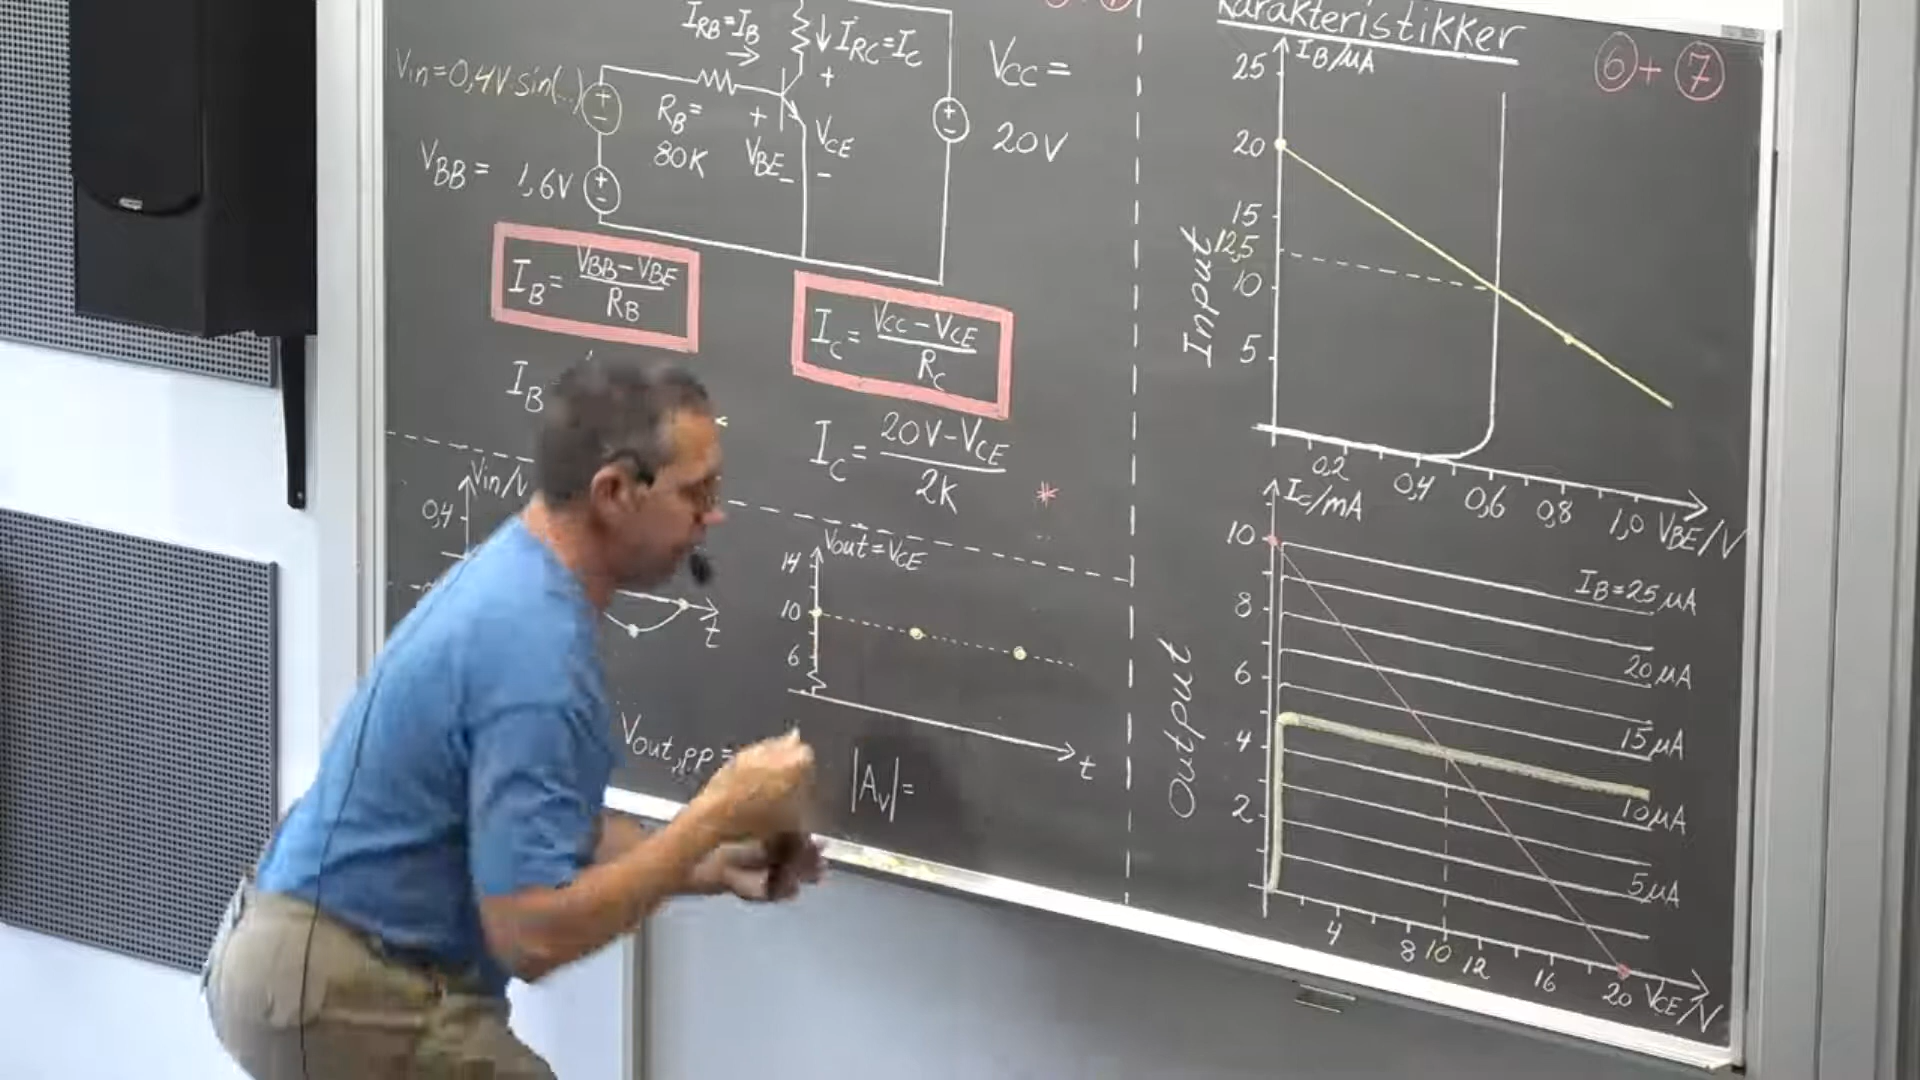 I_RB=I_B
I_RC=I_C
V_CC=
20V
Vin=0,4V·sin(...)
R_B=
80K
V_BE
V_CE
V_BB= 1,6V
+
-
+
-
+
-
+
-
+
-
I_B= V_BB-V_BE
R_B
I_C= V_CC-V_CE
R_C
I_B
I_C= 20V-V_CE
2K
*
Vin/V
0,4
t
Vout=V_CE
14
10
6
t
V_out,pp=
|A_v|=
Karakteristikker
6+7
Input
I_B/μA
25
20
15
12,5
10
5
0,2
0,4
0,6
0,8
1,0
V_BE/V
Output
I_C/mA
10
8
6
4
2
I_B=25μA
20μA
15μA
10μA
5μA
4
8
10
12
16
20
V_CE/V